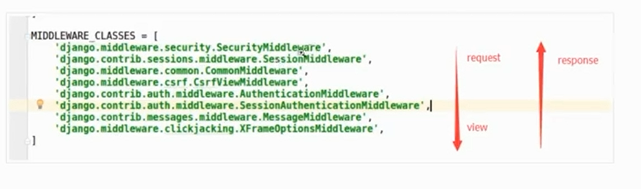 MIDDLEWARE_CLASSES = [
'django.middleware.security.SecurityMiddleware',
'django.contrib.sessions.middleware.SessionMiddleware',
'django.middleware.common.CommonMiddleware',
'django.middleware.csrf.CsrfViewMiddleware',
'django.contrib.auth.middleware.AuthenticationMiddleware',
'django.contrib.auth.middleware.SessionAuthenticationMiddleware',
'django.contrib.messages.middleware.MessageMiddleware',
'django.middleware.clickjacking.XFrameOptionsMiddleware',
]
request
response
view